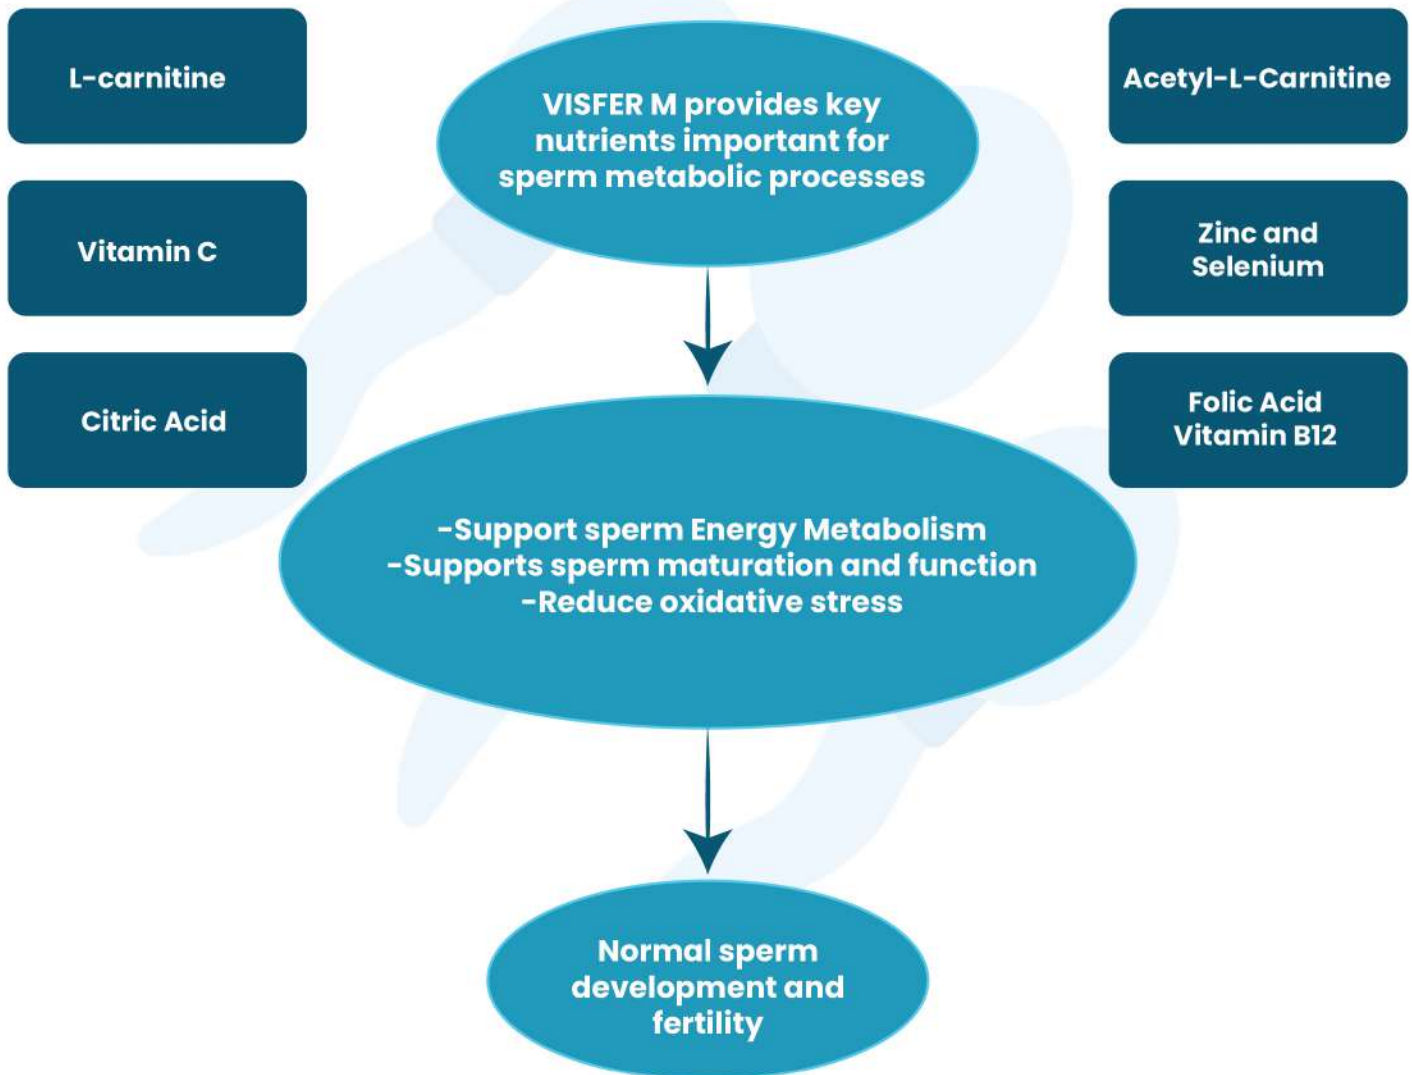 L-carnitine
Vitamin C
Citric Acid
VISFER M provides key
nutrients important for
sperm metabolic processes
Acetyl-L-Carnitine
Zinc and
Selenium
Folic Acid
Vitamin B12
-Support sperm Energy Metabolism
-Supports sperm maturation and function
-Reduce oxidative stress
Normal sperm
development and
fertility